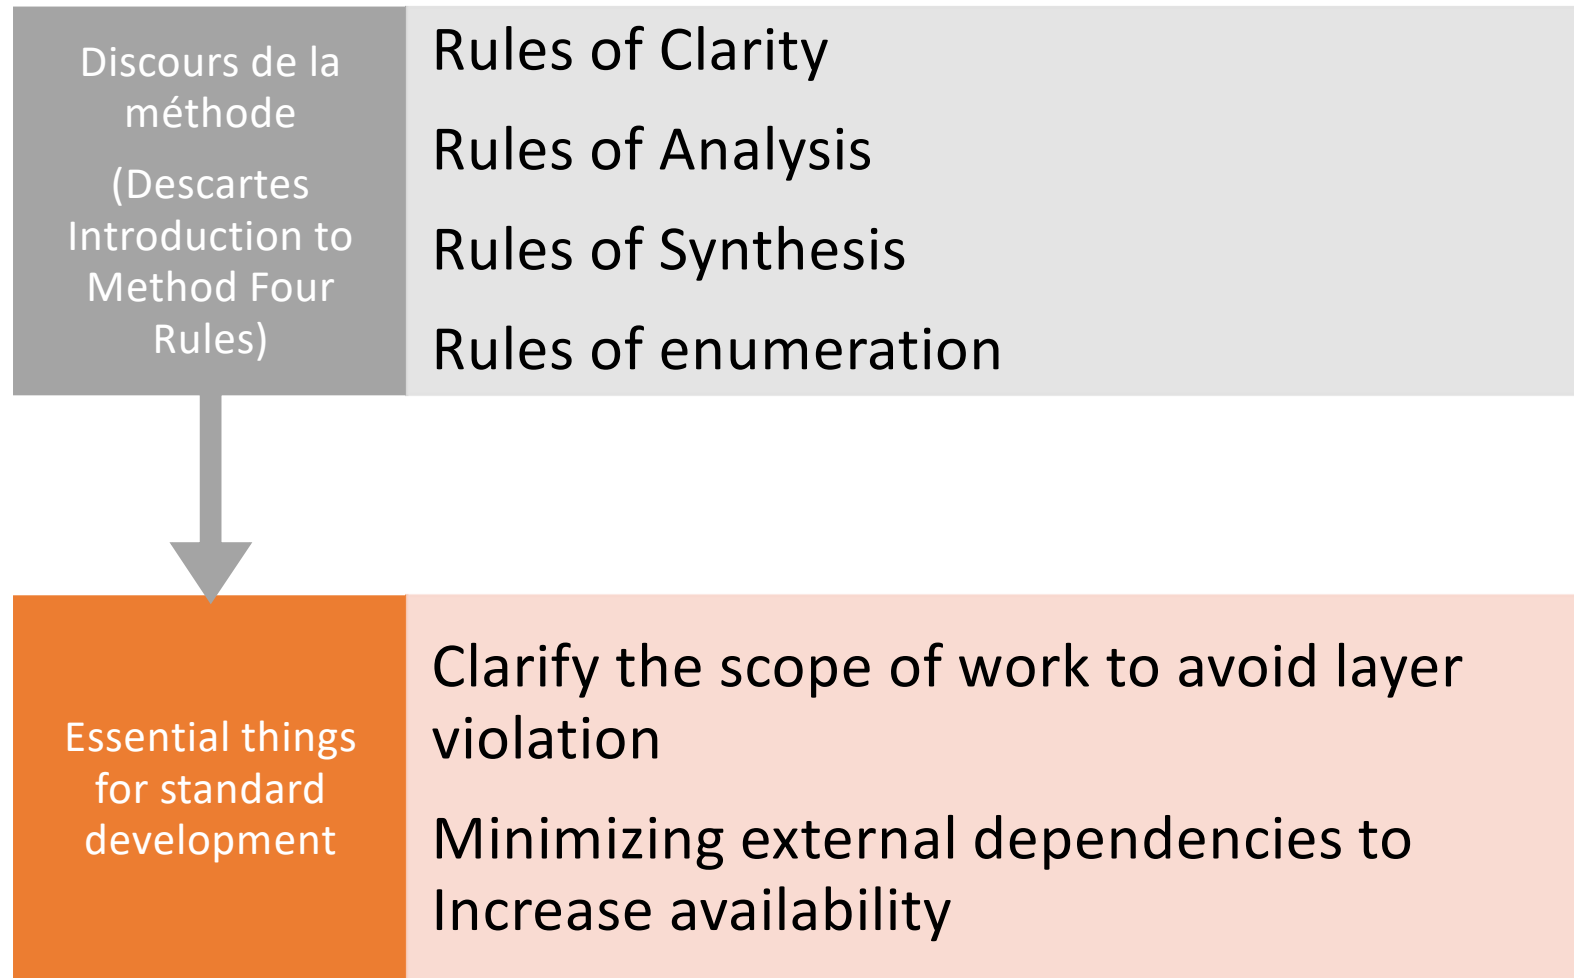 Discours de la
méthode
(Descartes
Introduction to
Method Four
Rules)
Rules of Clarity
Rules of Analysis
Rules of Synthesis
Rules of enumeration
Essential things
for standard
development
Clarify the scope of work to avoid layer
violation
Minimizing external dependencies to
Increase availability